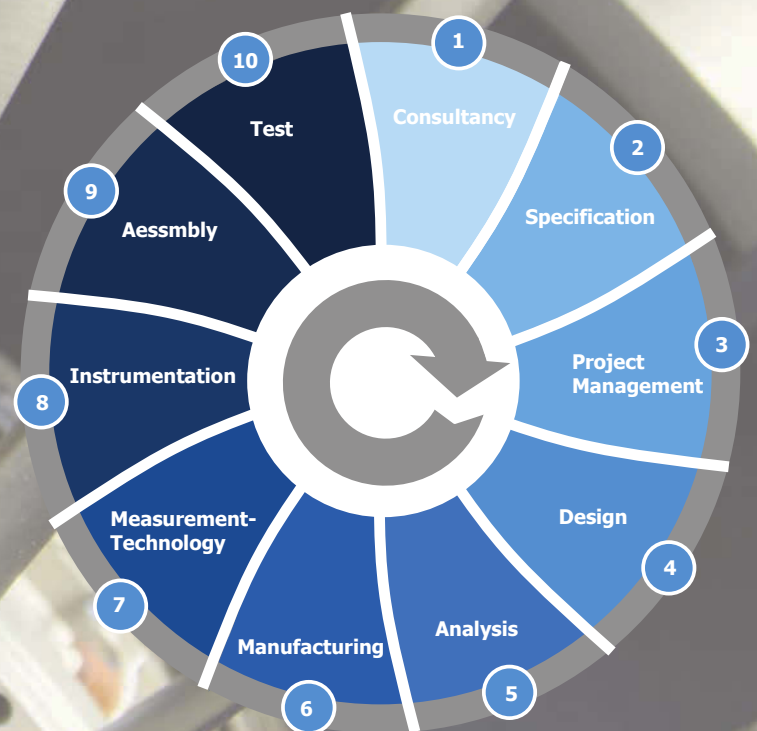 1
Consultancy
2
Specification
3
Project
Management
4
Design
5
Analysis
6
Manufacturing
7
Measurement-
Technology
8
Instrumentation
9
Aessmbly
10
Test